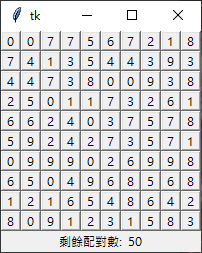 tk
0 0 7 7 5 6 7 2 1 8
7 4 1 3 5 4 4 3 9 3
4 4 7 3 8 0 0 9 3 8
2 5 0 1 1 7 3 2 6 1
6 6 2 4 0 3 7 5 7 8
5 9 2 4 2 7 3 5 7 1
0 9 9 9 0 2 6 9 9 8
6 5 0 4 9 6 8 5 6 8
1 2 1 6 5 4 8 6 4 2
8 0 9 1 2 3 1 5 8 3
剩餘配對數: 50